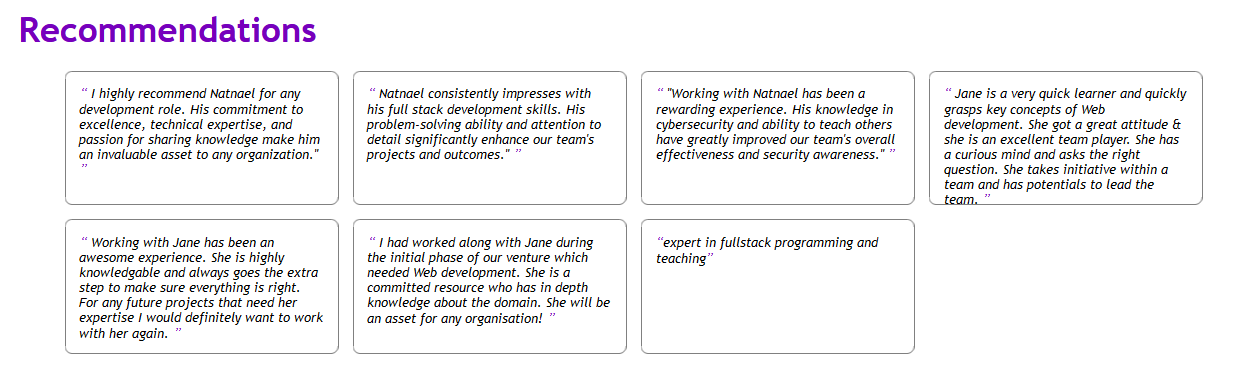 Recommendations
“ I highly recommend Natnael for any
development role. His commitment to
excellence, technical expertise, and
passion for sharing knowledge make him
an invaluable asset to any organization."
”
“ Natnael consistently impresses with
his full stack development skills. His
problem-solving ability and attention to
detail significantly enhance our team's
projects and outcomes." ”
“ "Working with Natnael has been a
rewarding experience. His knowledge in
cybersecurity and ability to teach others
have greatly improved our team's overall
effectiveness and security awareness." ”
“ Jane is a very quick learner and quickly
grasps key concepts of Web
development. She got a great attitude &
she is an excellent team player. She has
a curious mind and asks the right
question. She takes initiative within a
team and has potentials to lead the
team. ”
“ Working with Jane has been an
awesome experience. She is highly
knowledgable and always goes the extra
step to make sure everything is right.
For any future projects that need her
expertise I would definitely want to work
with her again. ”
“ I had worked along with Jane during
the initial phase of our venture which
needed Web development. She is a
committed resource who has in depth
knowledge about the domain. She will be
an asset for any organisation! ”
“expert in fullstack programming and
teaching”